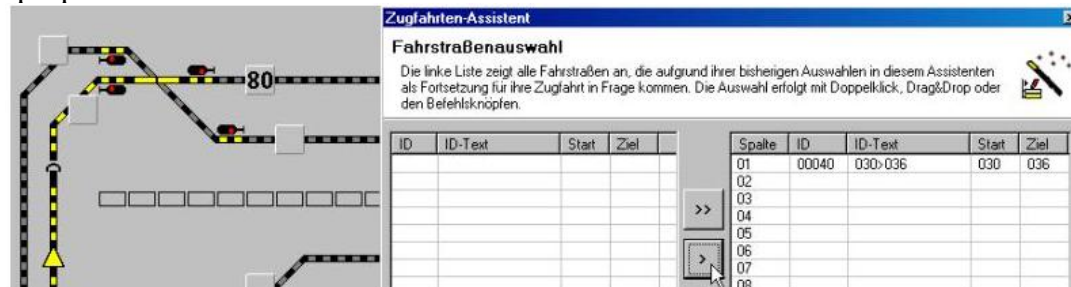 Zugfahrten-Assistent
Fahrstraßenauswahl
Die linke Liste zeigt alle Fahrstraßen an, die aufgrund ihrer bisherigen Auswahlen in diesem Assistenten
als Fortsetzung für ihre Zugfahrt in Frage kommen. Die Auswahl erfolgt mit Doppelklick, Drag&Drop oder
den Befehlsknöpfen.
80
ID ID-Text Start Ziel
Spalte ID ID-Text Start Ziel
01 00040 030>036 030 036
02
03
>>
04
05
06
>
07
08